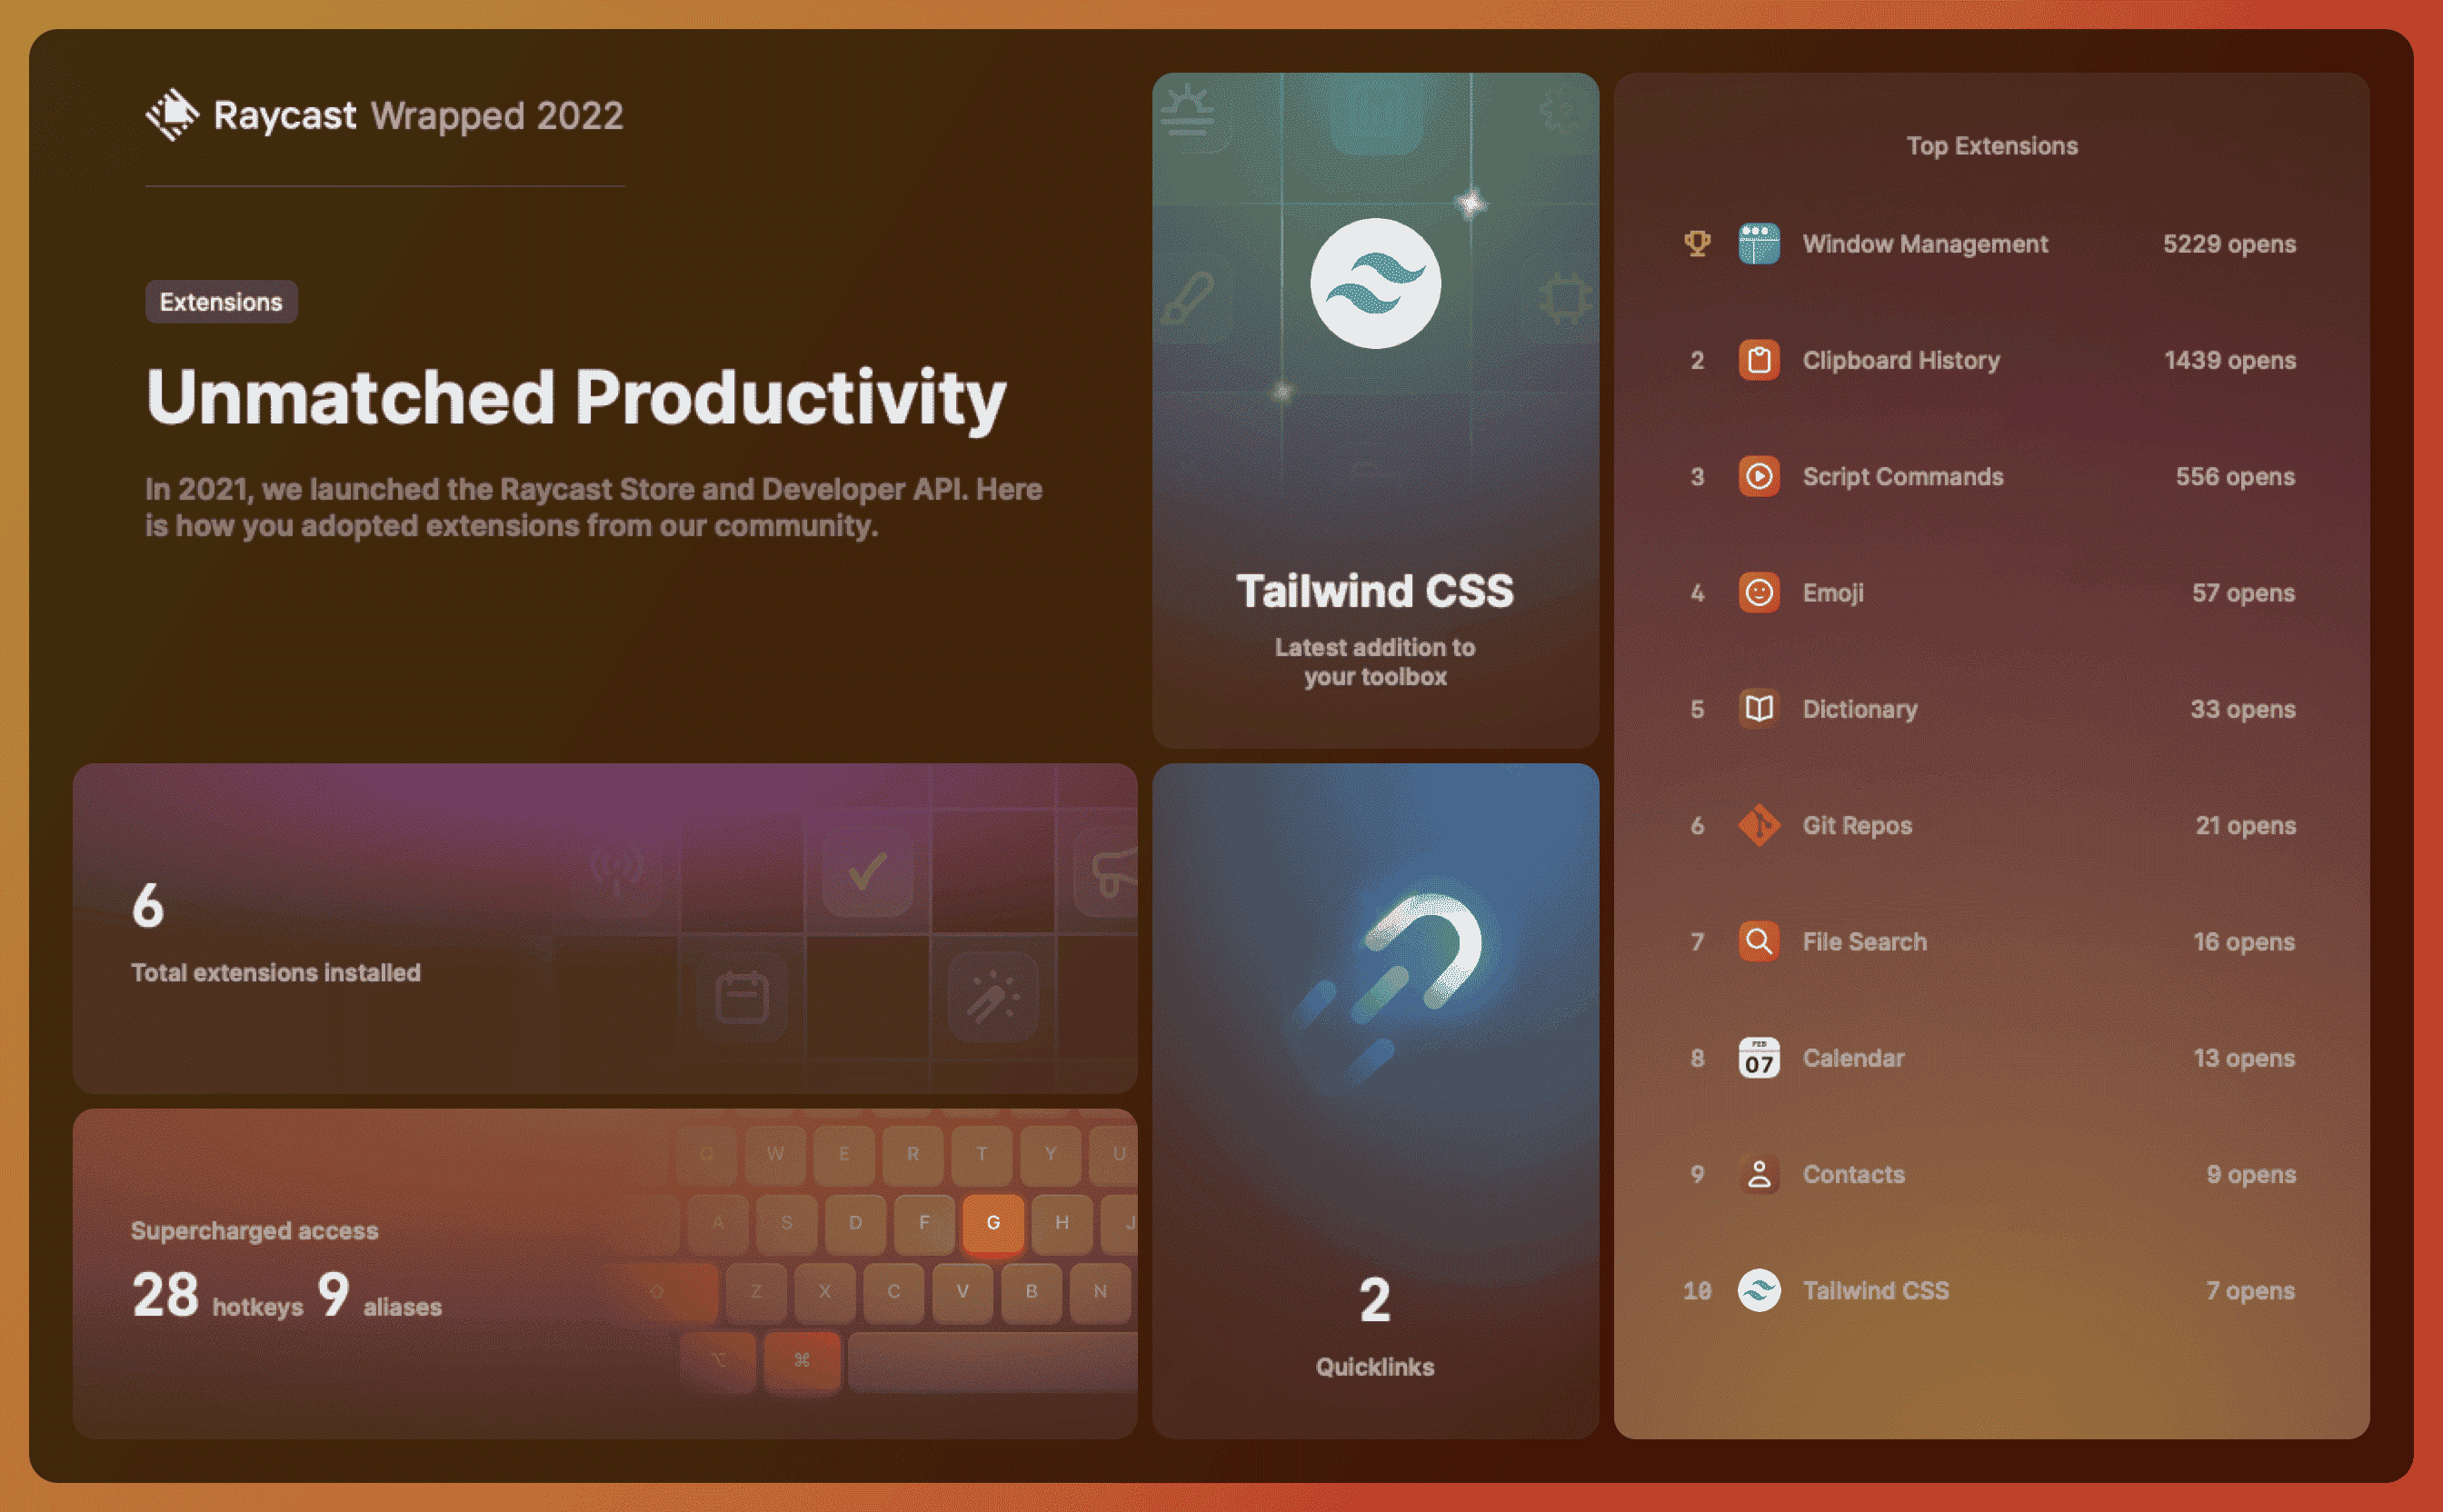 Raycast Wrapped 2022
Extensions
Unmatched Productivity
In 2021, we launched the Raycast Store and Developer API. Here
is how you adopted extensions from our community.
Tailwind CSS
Latest addition to
your toolbox
6
Total extensions installed
Supercharged access
28 hotkeys 9 aliases
Q W E R T Y U
A S D F G H J
Z X C V B N
2
Quicklinks
Top Extensions
Window Management 5229 opens
2 Clipboard History 1439 opens
3 Script Commands 556 opens
4 Emoji 57 opens
5 Dictionary 33 opens
6 Git Repos 21 opens
7 File Search 16 opens
FEB
8 07 Calendar 13 opens
9 Contacts 9 opens
10 Tailwind CSS 7 opens